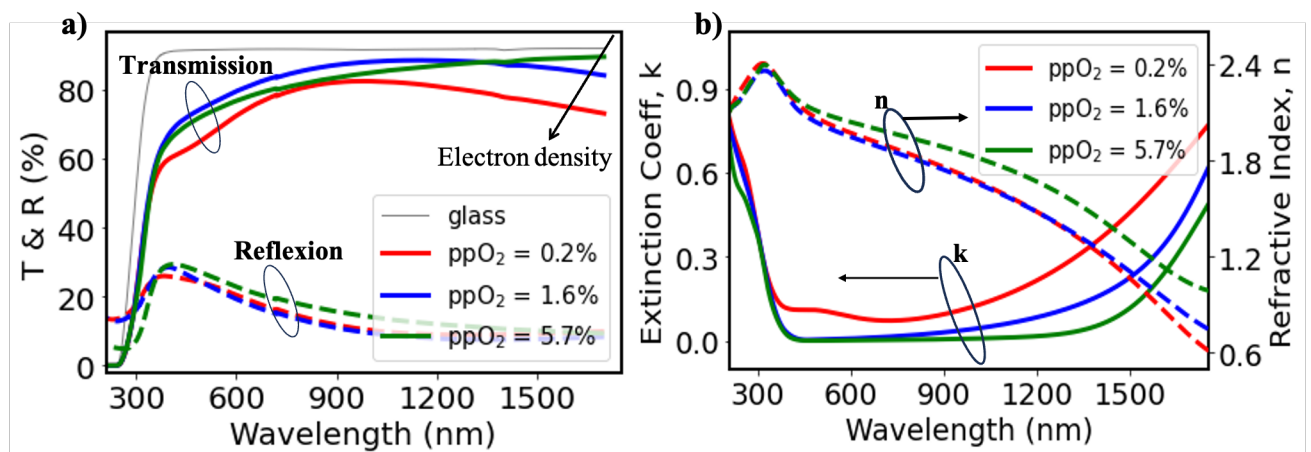 a)
T & R (%)
80
60
40
20
0
300
600
900
1200
1500
Wavelength (nm)
Transmission
Electron density
Reflexion
glass
ppO₂ = 0.2%
ppO₂ = 1.6%
ppO₂ = 5.7%
b)
Extinction Coeff, k
0.9
0.6
0.3
0.0
300
600
900
1200
1500
Wavelength (nm)
n
k
ppO₂ = 0.2%
ppO₂ = 1.6%
ppO₂ = 5.7%
2.4
1.8
1.2
0.6
Refractive Index, n